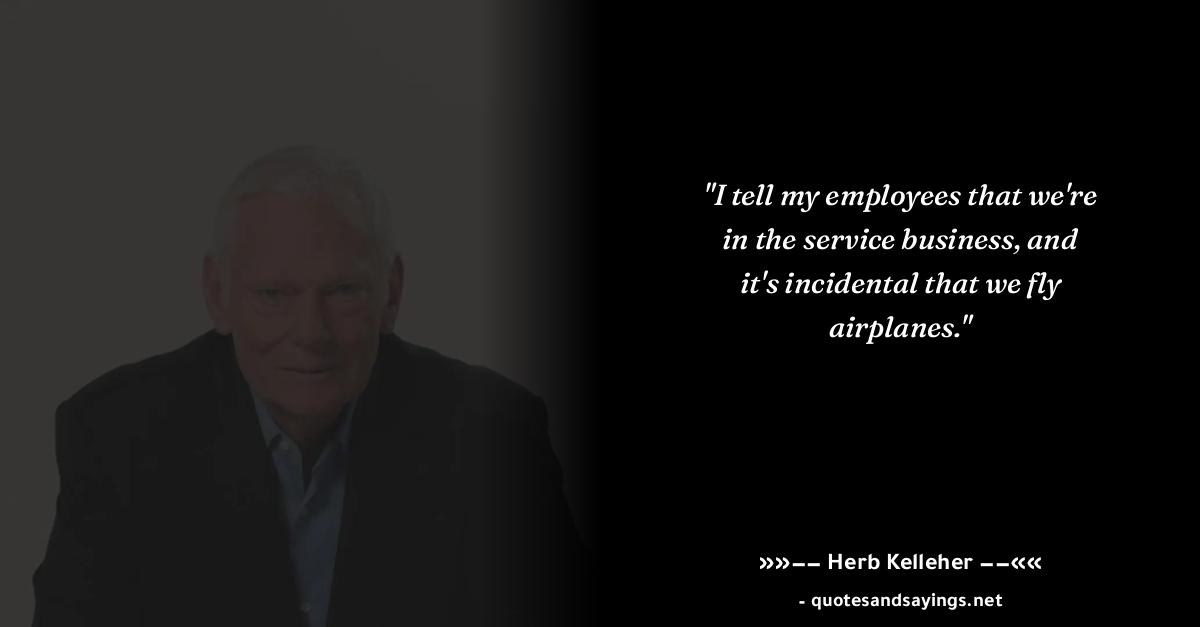 "I tell my employees that we're
in the service business, and
it's incidental that we fly
airplanes."
»»−− Herb Kelleher −−««
- quotesandsayings.net